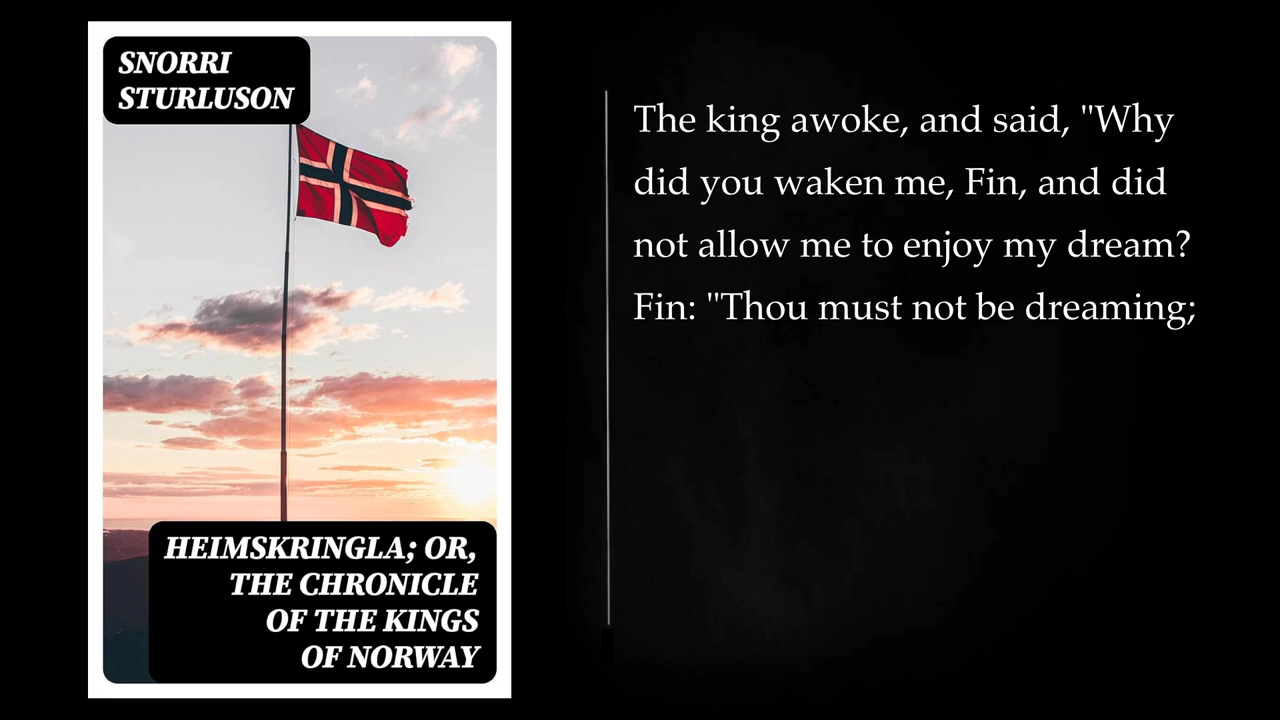 SNORRI
STURLUSON
HEIMSKRINGLA; OR,
THE CHRONICLE
OF THE KINGS
OF NORWAY
The king awoke, and said, "Why
did you waken me, Fin, and did
not allow me to enjoy my dream?
Fin: "Thou must not be dreaming;